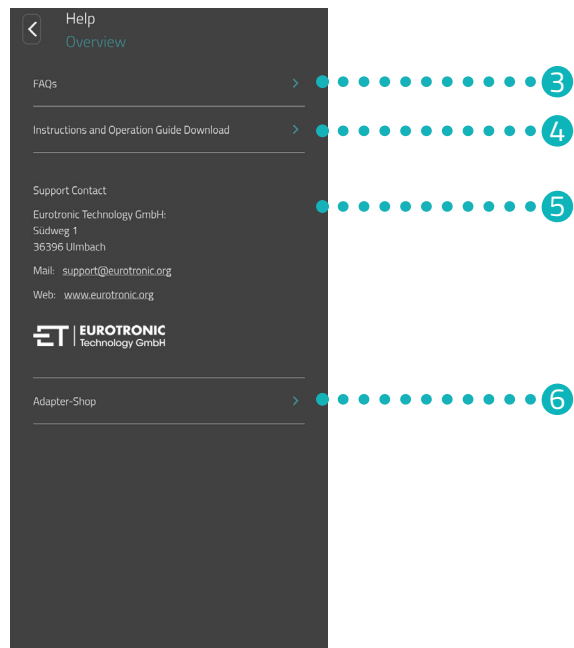 Help
Overview
FAQs
3
Instructions and Operation Guide Download
4
Support Contact
5
Eurotronic Technology GmbH:
Südweg 1
36396 Ulmbach
Mail: support@eurotronic.org
Web: www.eurotronic.org
ET EUROTRONIC
Technology GmbH
Adapter-Shop
6